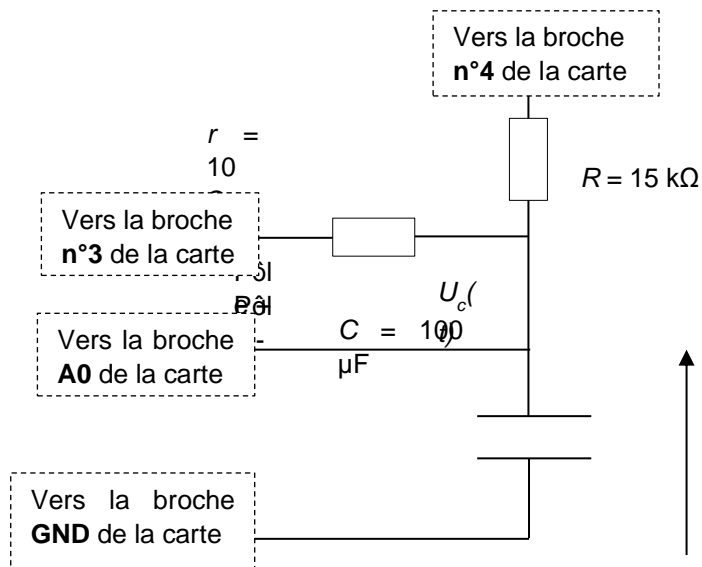 Vers la broche
n°4 de la carte
r =
10
R = 15 kΩ
Vers la broche
n°3 de la carte
Uc(
t)
Vers la broche
A0 de la carte
C = 100
µF
Vers la broche
GND de la carte